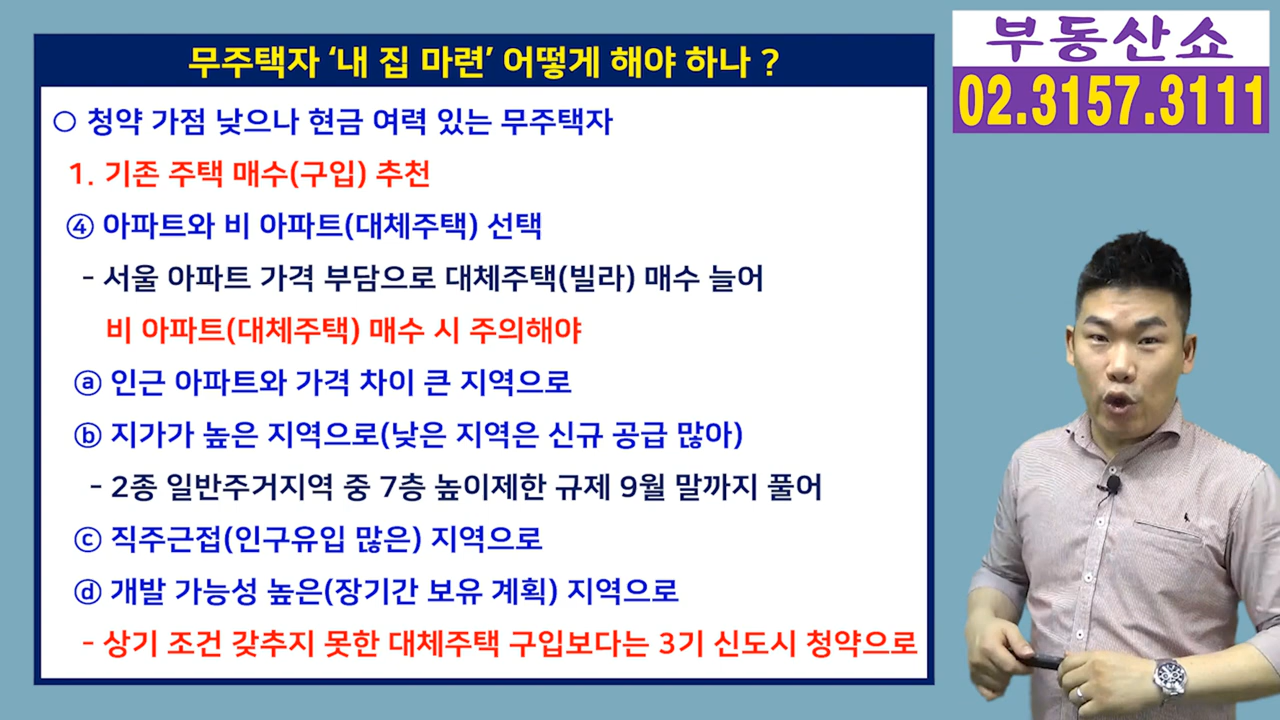 무주택자 ‘내 집 마련’ 어떻게 해야 하나 ?
○ 청약 가점 낮으나 현금 여력 있는 무주택자
1. 기존 주택 매수(구입) 추천
④ 아파트와 비 아파트(대체주택) 선택
- 서울 아파트 가격 부담으로 대체주택(빌라) 매수 늘어
비 아파트(대체주택) 매수 시 주의해야
ⓐ 인근 아파트와 가격 차이 큰 지역으로
ⓑ 지가가 높은 지역으로(낮은 지역은 신규 공급 많아)
- 2종 일반주거지역 중 7층 높이제한 규제 9월 말까지 풀어
ⓒ 직주근접(인구유입 많은) 지역으로
ⓓ 개발 가능성 높은(장기간 보유 계획) 지역으로
- 상기 조건 갖추지 못한 대체주택 구입보다는 3기 신도시 청약으로
부동산쇼
02.3157.3111